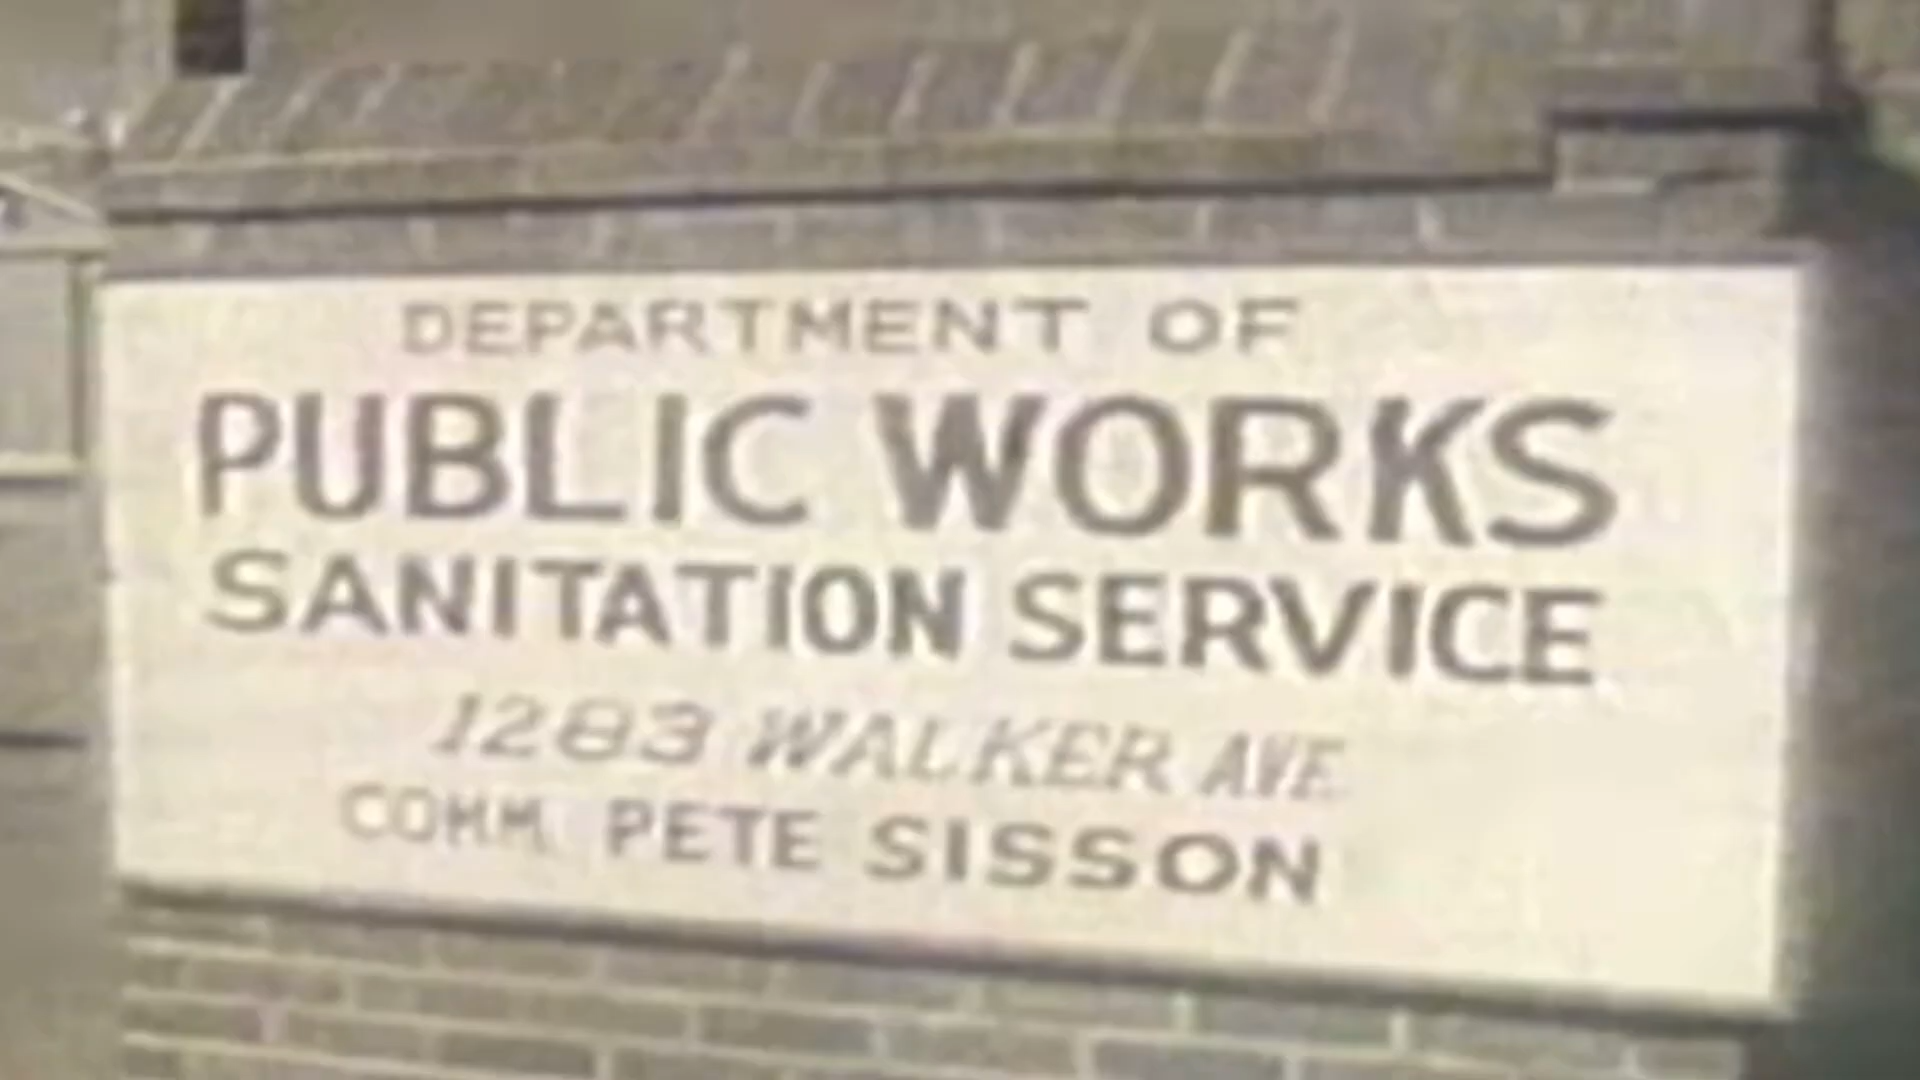 DEPARTMENT OF
PUBLIC WORKS
SANITATION SERVICE
1283 WALKER AVE
COMM. PETE SISSON